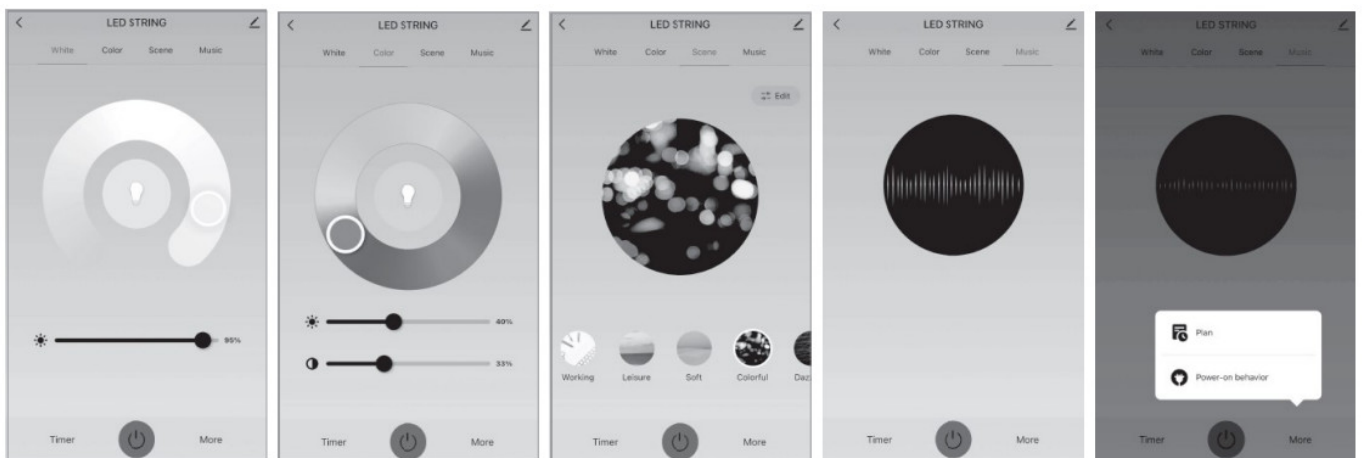 LED STRING
White Color Scene Music
95%
Timer More
LED STRING
White Color Scene Music
40%
33%
Timer More
LED STRING
White Color Scene Music
Edit
Working Leisure Soft Colorful Daz
Timer More
LED STRING
White Color Scene Music
Timer More
LED STRING
White Color Scene Music
Plan
Power-on behavior
Timer More